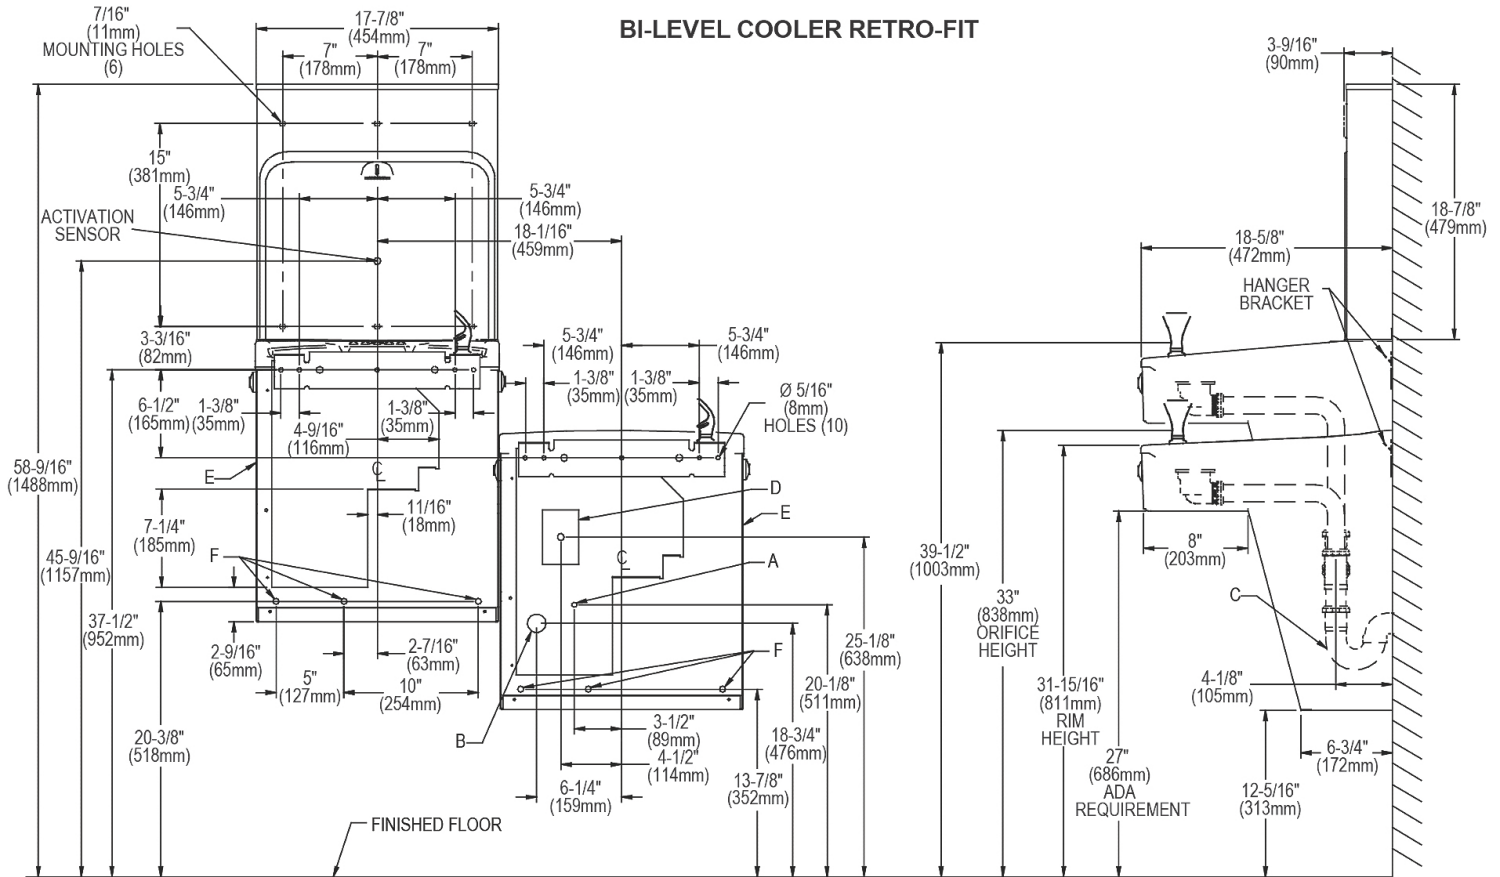 BI-LEVEL COOLER RETRO-FIT
7/16"
(11mm)
MOUNTING HOLES
(6)
17-7/8"
(454mm)
7"
(178mm)
7"
(178mm)
15"
(381mm)
5-3/4"
(146mm)
5-3/4"
(146mm)
ACTIVATION
SENSOR
18-1/16"
(459mm)
3-3/16"
(82mm)
6-1/2"
(165mm)
1-3/8"
(35mm)
1-3/8"
(35mm)
4-9/16"
(116mm)
5-3/4"
(146mm)
5-3/4"
(146mm)
1-3/8"
(35mm)
1-3/8"
(35mm)
Ø 5/16"
(8mm)
HOLES (10)
58-9/16"
(1488mm)
E
C
L
11/16"
(18mm)
7-1/4"
(185mm)
45-9/16"
(1157mm)
F
D
E
C
L
A
37-1/2"
(952mm)
2-9/16"
(65mm)
2-7/16"
(63mm)
5"
(127mm)
10"
(254mm)
20-3/8"
(518mm)
F
B
3-1/2"
(89mm)
4-1/2"
(114mm)
6-1/4"
(159mm)
25-1/8"
(638mm)
20-1/8"
(511mm)
18-3/4"
(476mm)
13-7/8"
(352mm)
FINISHED FLOOR
3-9/16"
(90mm)
18-7/8"
(479mm)
18-5/8"
(472mm)
HANGER
BRACKET
39-1/2"
(1003mm)
8"
(203mm)
33"
(838mm)
ORIFICE
HEIGHT
C
31-15/16"
(811mm)
RIM
HEIGHT
4-1/8"
(105mm)
27"
(686mm)
ADA
REQUIREMENT
6-3/4"
(172mm)
12-5/16"
(313mm)